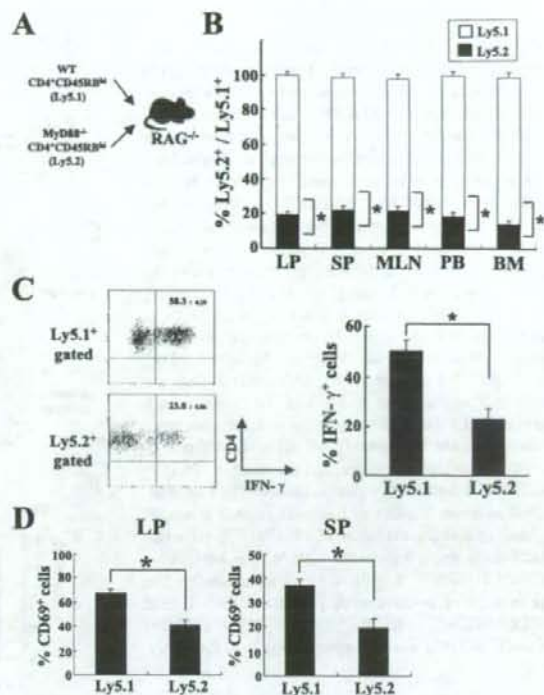 A
WT
CD4⁺CD45RBʰⁱ
(Ly5.1)
MyD88⁻/⁻
CD4⁺CD45RBʰⁱ
(Ly5.2)
RAG⁻/⁻
B
Ly5.1
Ly5.2
% Ly5.2⁺ / Ly5.1⁺
100
80
60
40
20
0
* * * * *
LP SP MLN PB BM
C
Ly5.1⁺
gated
Ly5.2⁺
gated
CD4
IFN- γ
% IFN- γ⁺ cells
60
40
20
0
*
Ly5.1 Ly5.2
D
LP
% CD69⁺ cells
100
80
60
40
20
0
*
Ly5.1 Ly5.2
SP
% CD69⁺ cells
50
40
30
20
10
0
*
Ly5.1 Ly5.2